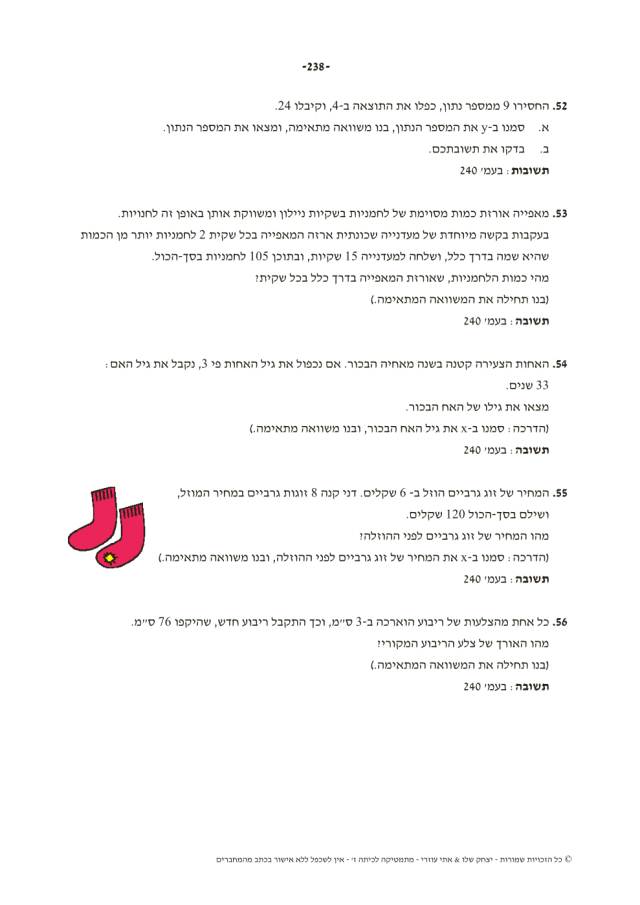 -238-
52. החסירו 9 ממספר נתון, כפלו את התוצאה ב-4, וקיבלו 24.
א. סמנו ב-y את המספר הנתון, בנו משוואה מתאימה, ומצאו את המספר הנתון.
ב. בדקו את תשובתכם.
תשובות : בעמ׳ 240
53. מאפייה אורזת כמות מסוימת של לחמניות בשקיות ניילון ומשווקת אותן באופן זה לחנויות.
בעקבות בקשה מיוחדת של מעדנייה שכונתית ארזה המאפייה בכל שקית 2 לחמניות יותר מן הכמות
שהיא שמה בדרך כלל, ושלחה למעדנייה 15 שקיות, ובתוכן 105 לחמניות בסך-הכול.
מהי כמות הלחמניות, שאורזת המאפייה בדרך כלל בכל שקית?
(בנו תחילה את המשוואה המתאימה.)
תשובה : בעמ׳ 240
54. האחות הצעירה קטנה בשנה מאחיה הבכור. אם נכפול את גיל האחות פי 3, נקבל את גיל האם :
33 שנים.
מצאו את גילו של האח הבכור.
(הדרכה : סמנו ב-x את גיל האח הבכור, ובנו משוואה מתאימה.)
תשובה : בעמ׳ 240
55. המחיר של זוג גרביים הוזל ב- 6 שקלים. דני קנה 8 זוגות גרביים במחיר המוזל,
ושילם בסך-הכול 120 שקלים.
מהו המחיר של זוג גרביים לפני ההוזלה?
(הדרכה : סמנו ב-x את המחיר של זוג גרביים לפני ההוזלה, ובנו משוואה מתאימה.)
תשובה : בעמ׳ 240
56. כל אחת מהצלעות של ריבוע הוארכה ב-3 ס״מ, וכך התקבל ריבוע חדש, שהיקפו 76 ס״מ.
מהו האורך של צלע הריבוע המקורי?
(בנו תחילה את המשוואה המתאימה.)
תשובה : בעמ׳ 240
© כל הזכויות שמורות - יצחק שלו & אתי עוזרי - מתמטיקה לכיתה ז׳ - אין לשכפל ללא אישור בכתב מהמחברים